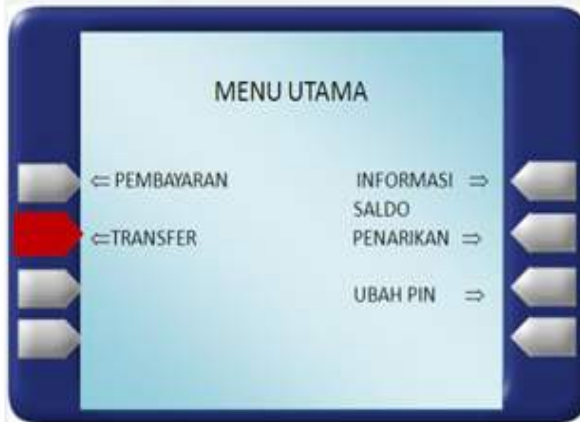 MENU UTAMA
⇐ PEMBAYARAN
INFORMASI ⇒
SALDO
⇐TRANSFER
PENARIKAN ⇒
UBAH PIN ⇒